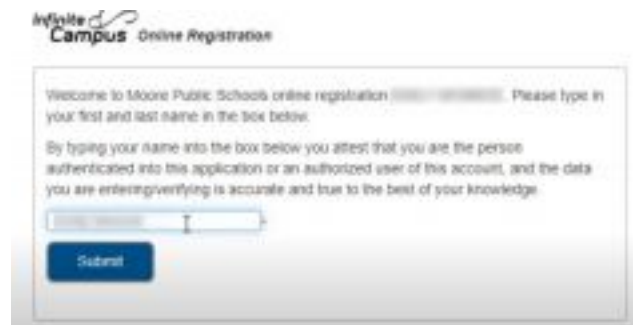 Infinite
Campus Online Registration
Welcome to Moore Public Schools online registration . Please type in
your first and last name in the box below.
By typing your name into the box below you attest that you are the person
authenticated into this application or an authorized user of this account, and the data
you are entering/verifying is accurate and true to the best of your knowledge.
*
Submit